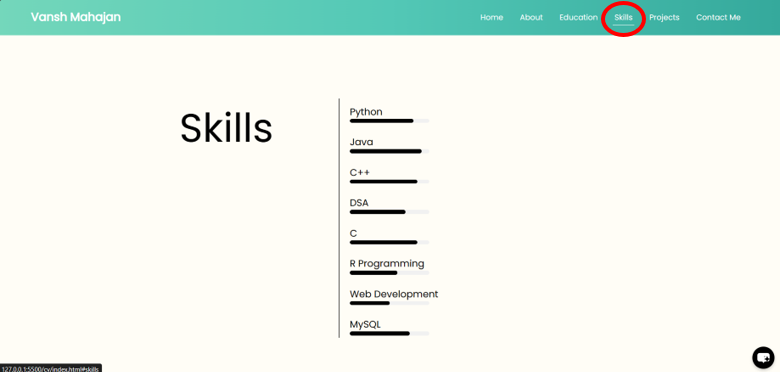 Vansh Mahajan
Home About Education Skills Projects Contact Me
Skills
Python
Java
C++
DSA
C
R Programming
Web Development
MySQL
127.0.0.1:5500/cv/index.html#skills